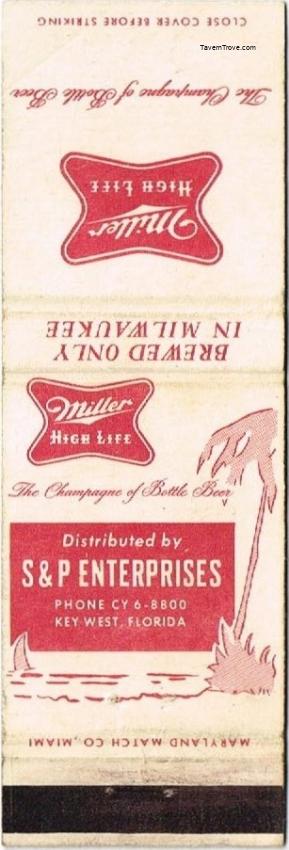 TavernTrove.com
CLOSE COVER BEFORE STRIKING
The Champagne of Bottle Beer
Miller
HIGH LIFE
BREWED ONLY
IN MILWAUKEE
Miller
HIGH LIFE
The Champagne of Bottle Beer
Distributed by
S & P ENTERPRISES
PHONE CY 6-8800
KEY WEST, FLORIDA
MARYLAND MATCH CO., MIAMI